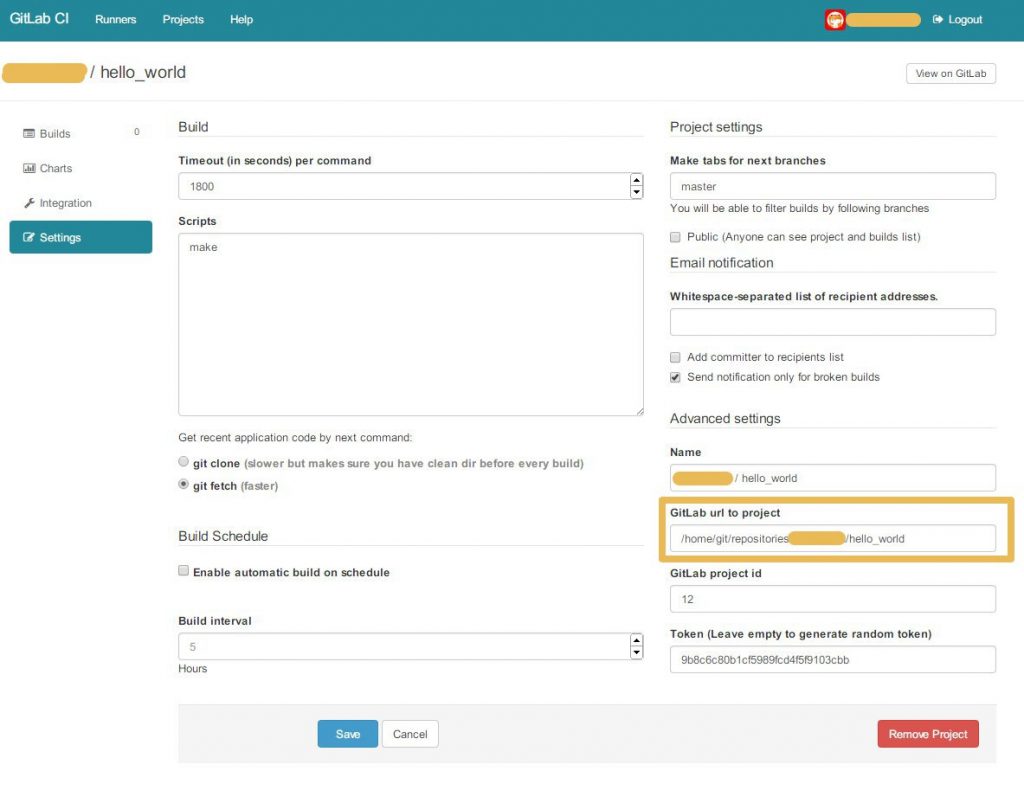 GitLab CI Runners Projects Help Logout
/ hello_world View on GitLab
Builds 0
Charts
Integration
Settings
Build
Timeout (in seconds) per command
1800
Scripts
make
Get recent application code by next command:
git clone (slower but makes sure you have clean dir before every build)
git fetch (faster)
Build Schedule
Enable automatic build on schedule
Build interval
5
Hours
Save Cancel
Project settings
Make tabs for next branches
master
You will be able to filter builds by following branches
Public (Anyone can see project and builds list)
Email notification
Whitespace-separated list of recipient addresses.
Add committer to recipients list
Send notification only for broken builds
Advanced settings
Name
/ hello_world
GitLab url to project
/home/git/repositories /hello_world
GitLab project id
12
Token (Leave empty to generate random token)
9b8c6c80b1cf5989fcd4f5f9103cbb
Remove Project